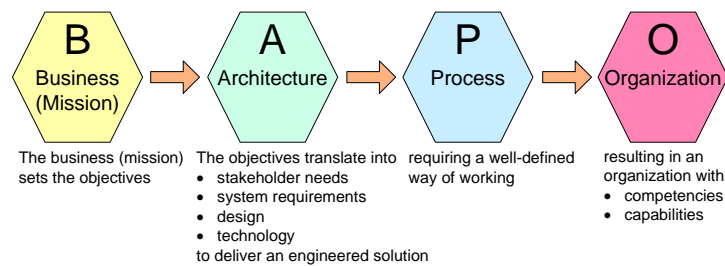 B
Business
(Mission)
A
Architecture
P
Process
O
Organization
The business (mission)
sets the objectives
The objectives translate into
• stakeholder needs
• system requirements
• design
• technology
to deliver an engineered solution
requiring a well-defined
way of working
resulting in an
organization with
• competencies
• capabilities